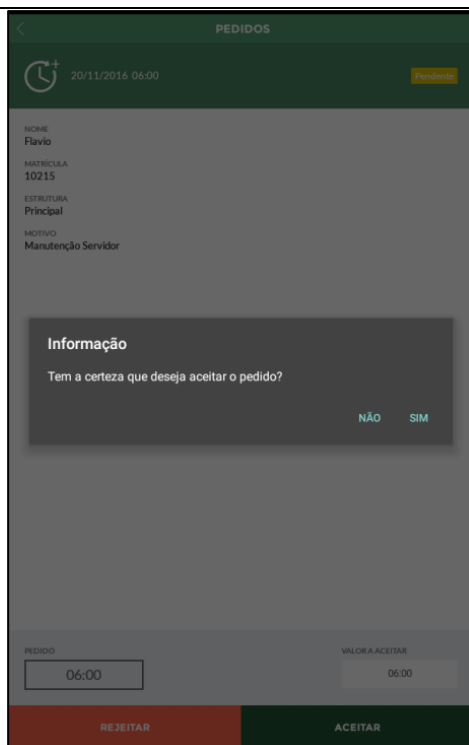 PEDIDOS
20/11/2016 06:00
Pendente
NOME
Flavio
MATRÍCULA
10215
ESTRUTURA
Principal
MOTIVO
Manutenção Servidor
Informação
Tem a certeza que deseja aceitar o pedido?
NÃO SIM
PEDIDO VALOR A ACEITAR
06:00 06:00
REJEITAR ACEITAR